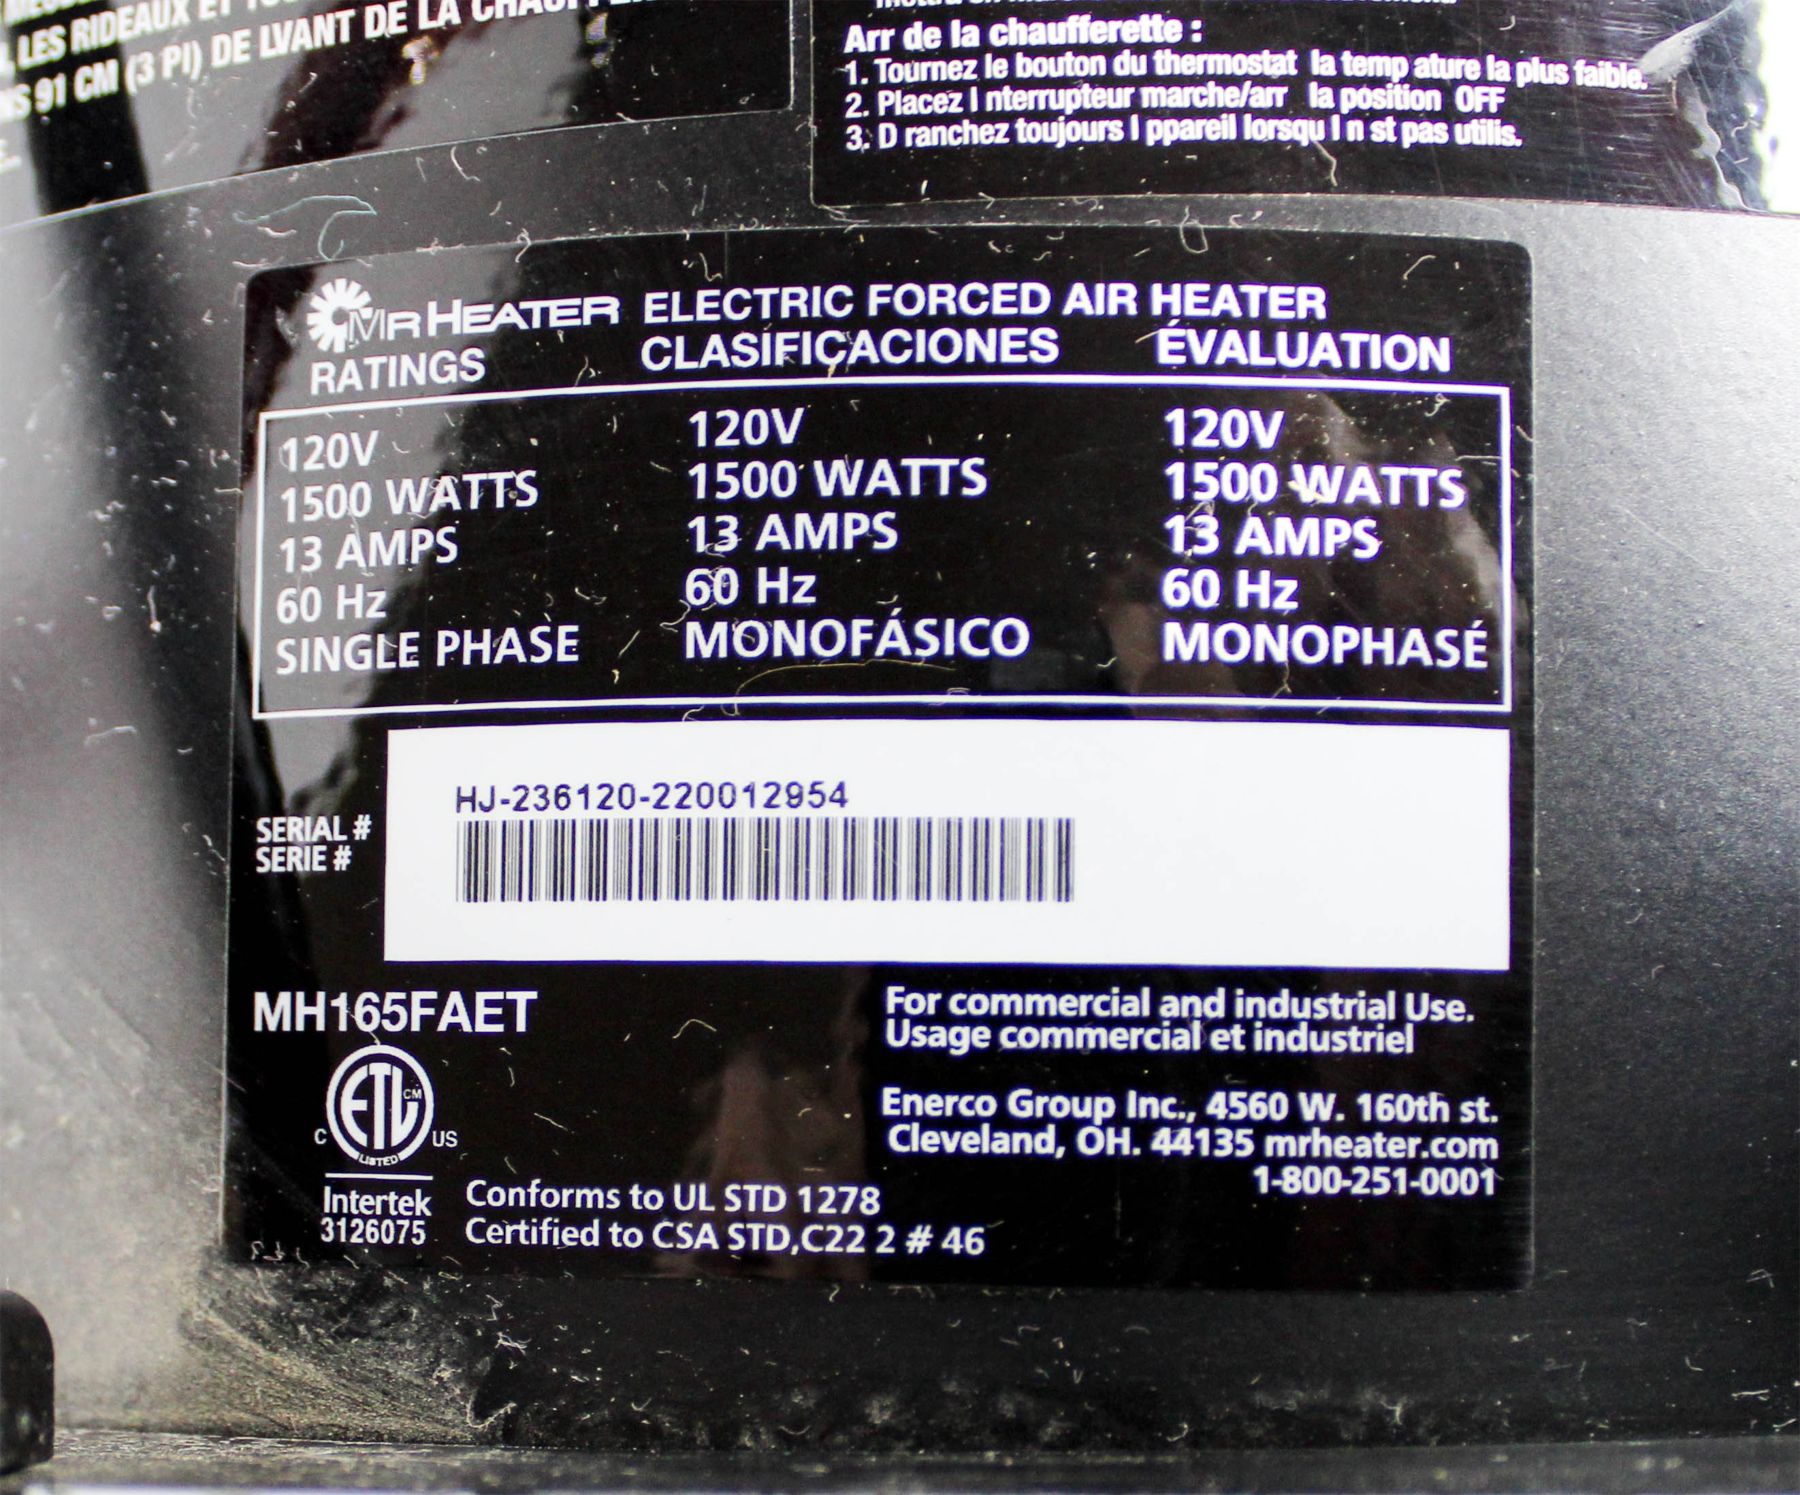 LES RIDEAUX ET
91 CM (3 PI) DE LVANT DE LA
Arr de la chaufferette :
1. Tournez le bouton du thermostat la temp ature la plus faible.
2. Placez l nterrupteur marche/arr la position OFF
3. D ranchez toujours l ppareil lorsqu l n st pas utilis.
MR HEATER ELECTRIC FORCED AIR HEATER
RATINGS CLASIFICACIONES ÉVALUATION
120V 120V 120V
1500 WATTS 1500 WATTS 1500 WATTS
13 AMPS 13 AMPS 13 AMPS
60 Hz 60 Hz 60 Hz
SINGLE PHASE MONOFÁSICO MONOPHASÉ
HJ-236120-220012954
SERIAL #
SERIE #
MH165FAET
For commercial and industrial Use.
Usage commercial et industriel
ETL CM
C US
LISTED
Enerco Group Inc., 4560 W. 160th st.
Cleveland, OH. 44135 mrheater.com
1-800-251-0001
Intertek
3126075
Conforms to UL STD 1278
Certified to CSA STD,C22 2 # 46